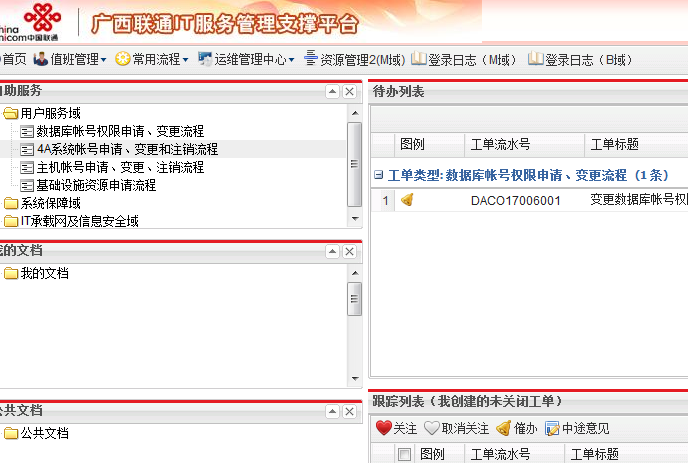 广西联通IT服务管理支撑平台
中国联通
首页 值班管理 常用流程 运维管理中心 资源管理2(M域) 登录日志（M域） 登录日志（B域）
自助服务
用户服务域
数据库帐号权限申请、变更流程
4A系统帐号申请、变更和注销流程
主机帐号申请、变更、注销流程
基础设施资源申请流程
系统保障域
IT承载网及信息安全域
我的文档
我的文档
公共文档
公共文档
待办列表
图例 工单流水号 工单标题
工单类型: 数据库帐号权限申请、变更流程（1 条）
1 DACO17006001 变更数据库帐号权
跟踪列表（我创建的未关闭工单）
关注 取消关注 催办 中途意见
图例 工单流水号 工单标题